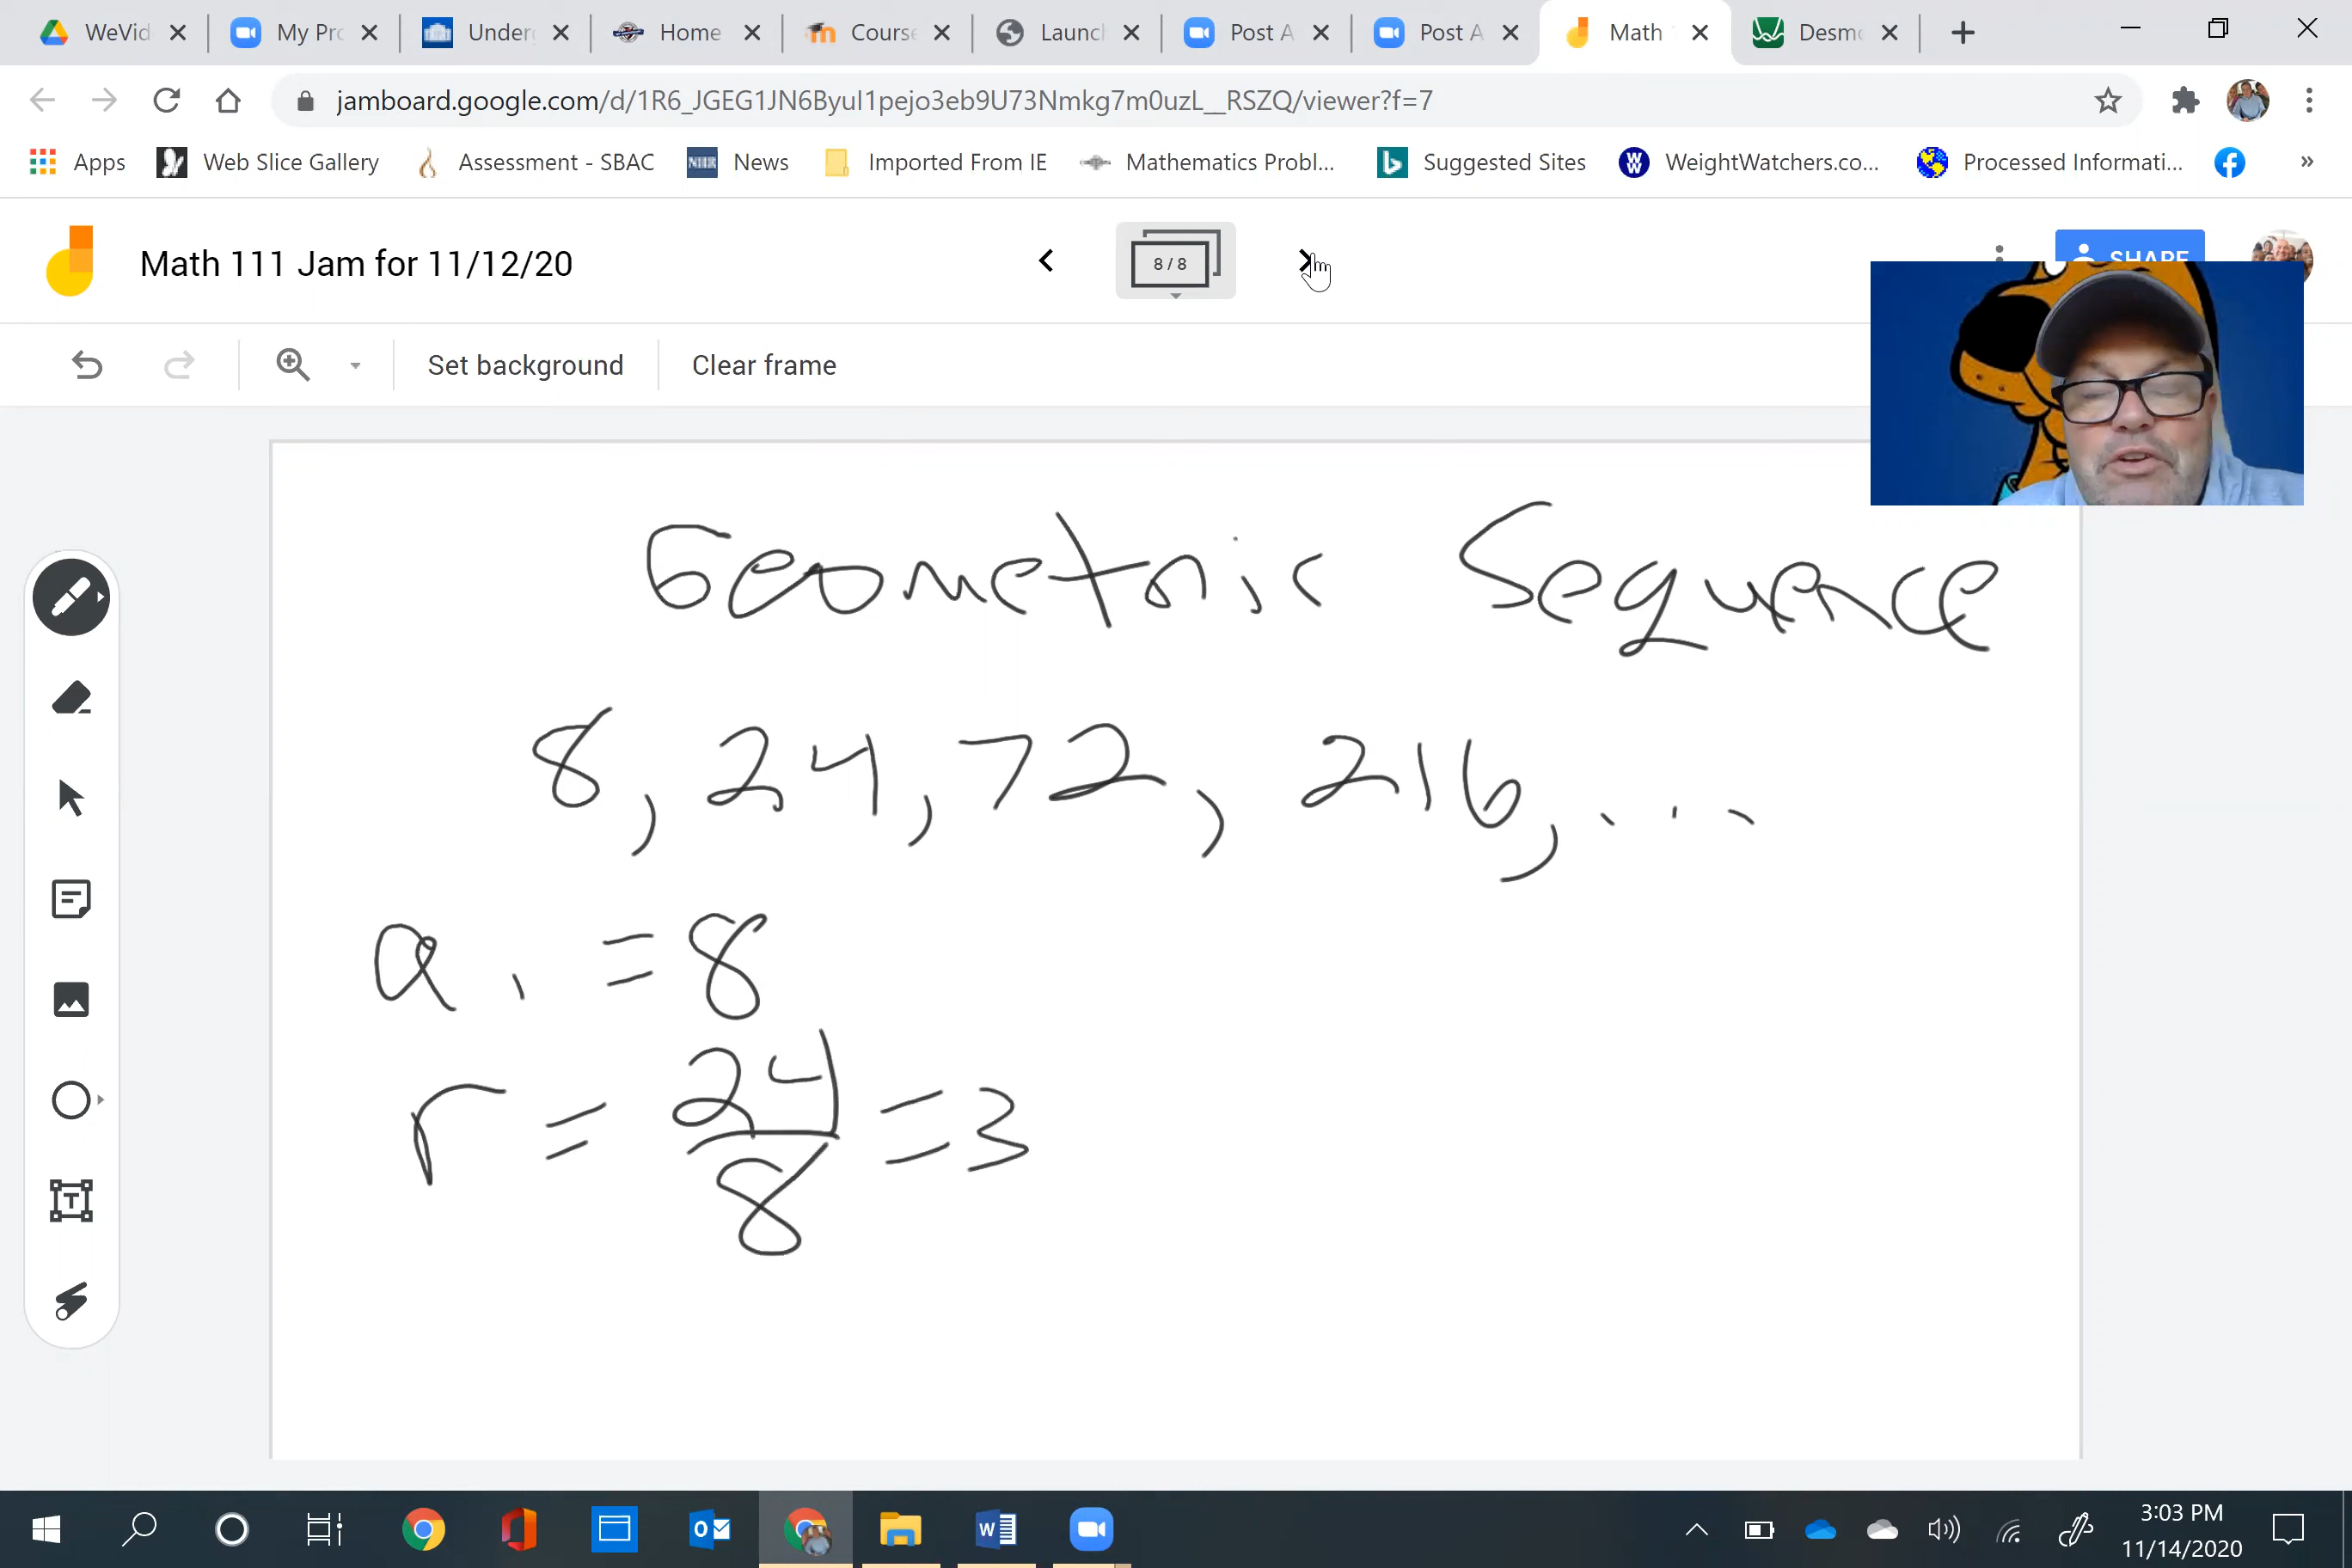 WeVid My Pro Under Home Course Launc Post A Post A Math Desmo
jamboard.google.com/d/1R6_JGEG1JN6ByuI1pejo3eb9U73Nmkg7m0uzL__RSZQ/viewer?f=7
Apps Web Slice Gallery Assessment - SBAC News Imported From IE Mathematics Probl... Suggested Sites WeightWatchers.co... Processed Informati... »
Math 111 Jam for 11/12/20 8 / 8 SHARE
Set background Clear frame
Geometric Sequence
8, 24, 72, 216, ...
a₁ = 8
r = 24/8 = 3
3:03 PM
11/14/2020